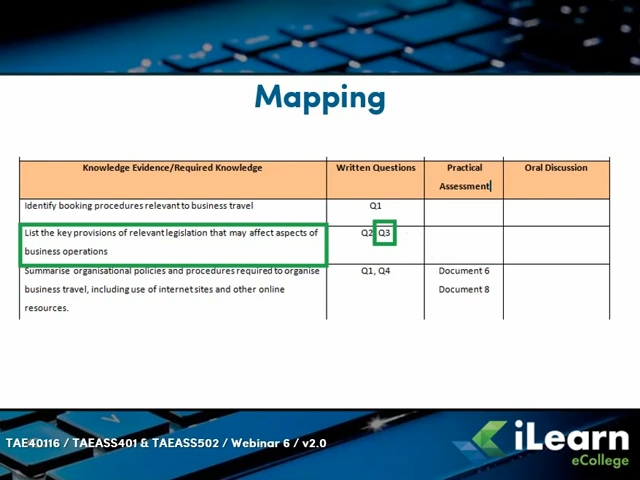 Mapping
Knowledge Evidence/Required Knowledge Written Questions Practical Oral Discussion
Assessment
Identify booking procedures relevant to business travel Q1
List the key provisions of relevant legislation that may affect aspects of Q2 Q3
business operations
Summarise organisational policies and procedures required to organise Q1, Q4 Document 6
business travel, including use of internet sites and other online Document 8
resources.
TAE40116 / TAEASS401 & TAEASS502 / Webinar 6 / v2.0
iLearn
eCollege